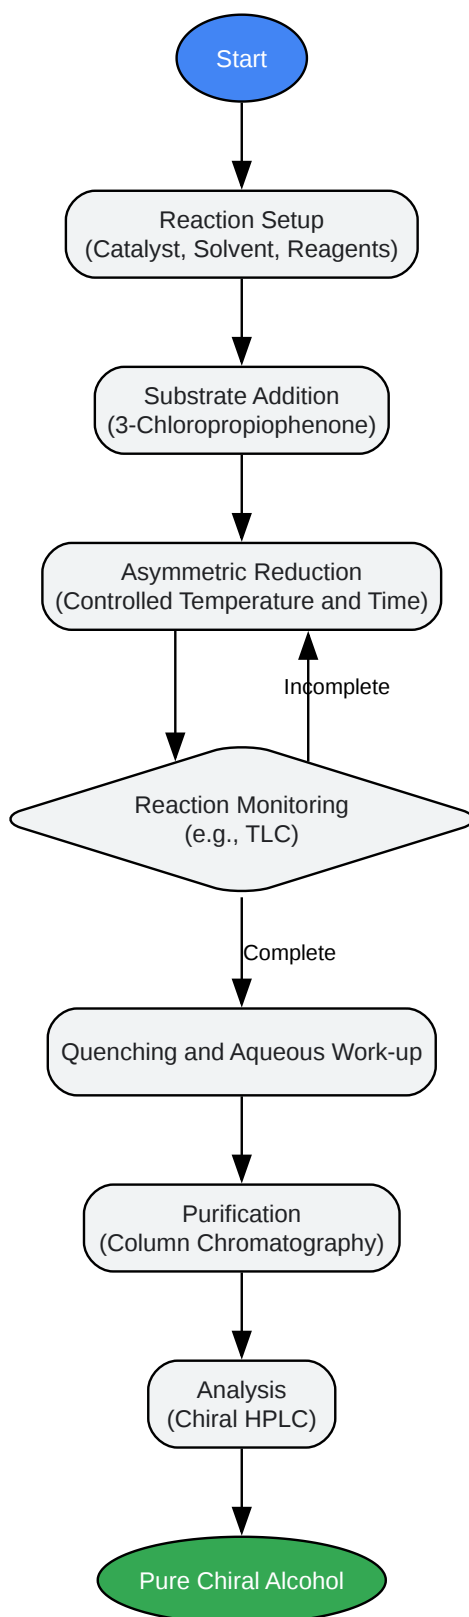 Start
Reaction Setup
(Catalyst, Solvent, Reagents)
Substrate Addition
(3-Chloropropiophenone)
Asymmetric Reduction
(Controlled Temperature and Time)
Incomplete
Reaction Monitoring
(e.g., TLC)
Complete
Quenching and Aqueous Work-up
Purification
(Column Chromatography)
Analysis
(Chiral HPLC)
Pure Chiral Alcohol